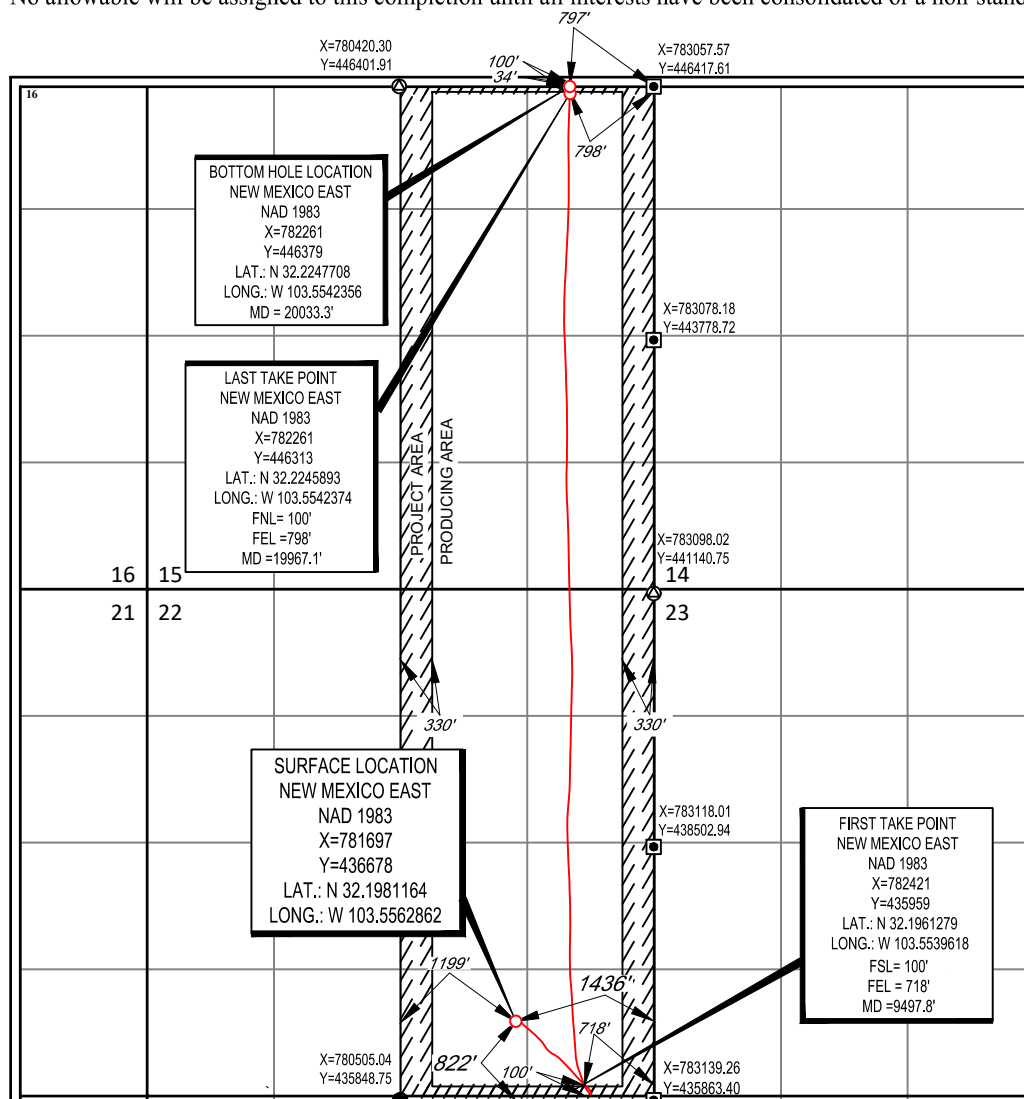 No allowable will be assigned to this completion until all interests have been consolidated or a non-stand
797'
X=780420.30
Y=446401.91
X=783057.57
Y=446417.61
100'
34'
16
798'
BOTTOM HOLE LOCATION
NEW MEXICO EAST
NAD 1983
X=782261
Y=446379
LAT.: N 32.2247708
LONG.: W 103.5542356
MD = 20033.3'
X=783078.18
Y=443778.72
LAST TAKE POINT
NEW MEXICO EAST
NAD 1983
X=782261
Y=446313
LAT.: N 32.2245893
LONG.: W 103.5542374
FNL= 100'
FEL =798'
MD =19967.1'
PROJECT AREA
PRODUCING AREA
X=783098.02
Y=441140.75
16 15
14
21 22
23
330'
330'
SURFACE LOCATION
NEW MEXICO EAST
NAD 1983
X=781697
Y=436678
LAT.: N 32.1981164
LONG.: W 103.5562862
X=783118.01
Y=438502.94
FIRST TAKE POINT
NEW MEXICO EAST
NAD 1983
X=782421
Y=435959
LAT.: N 32.1961279
LONG.: W 103.5539618
FSL= 100'
FEL = 718'
MD =9497.8'
1199'
1436'
718'
822'
100'
X=780505.04
Y=435848.75
X=783139.26
Y=435863.40